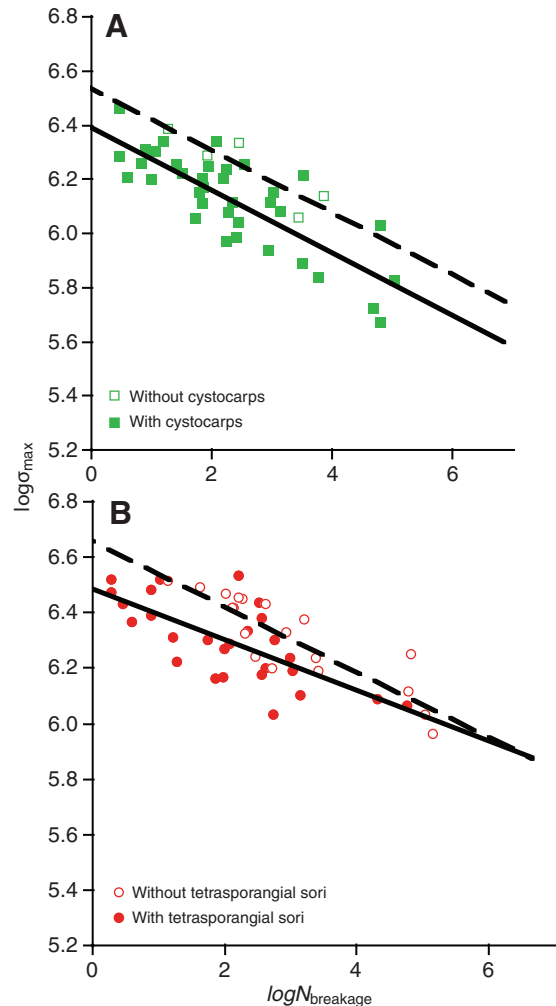 A
6.8
6.6
6.4
6.2
6.0
5.8
5.6
5.4
5.2
0 2 4 6
Without cystocarps
With cystocarps
logσmax
B
6.8
6.6
6.4
6.2
6.0
5.8
5.6
5.4
5.2
0 2 4 6
Without tetrasporangial sori
With tetrasporangial sori
logNbreakage